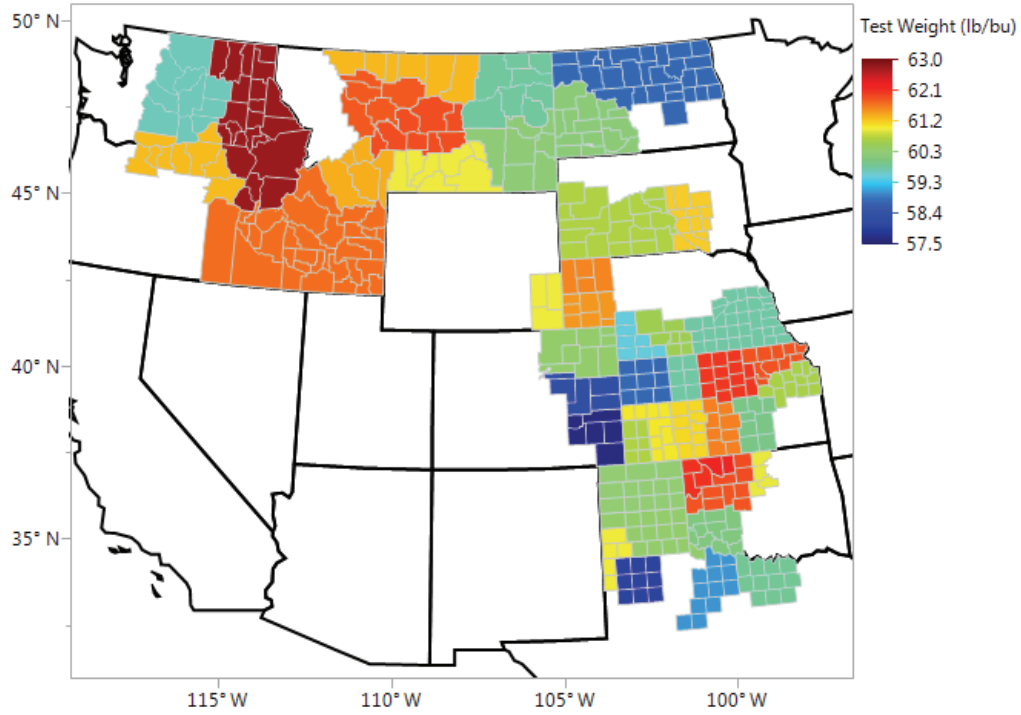 50° N
45° N
40° N
35° N
115° W
110° W
105° W
100° W
Test Weight (lb/bu)
63.0
62.1
61.2
60.3
59.3
58.4
57.5